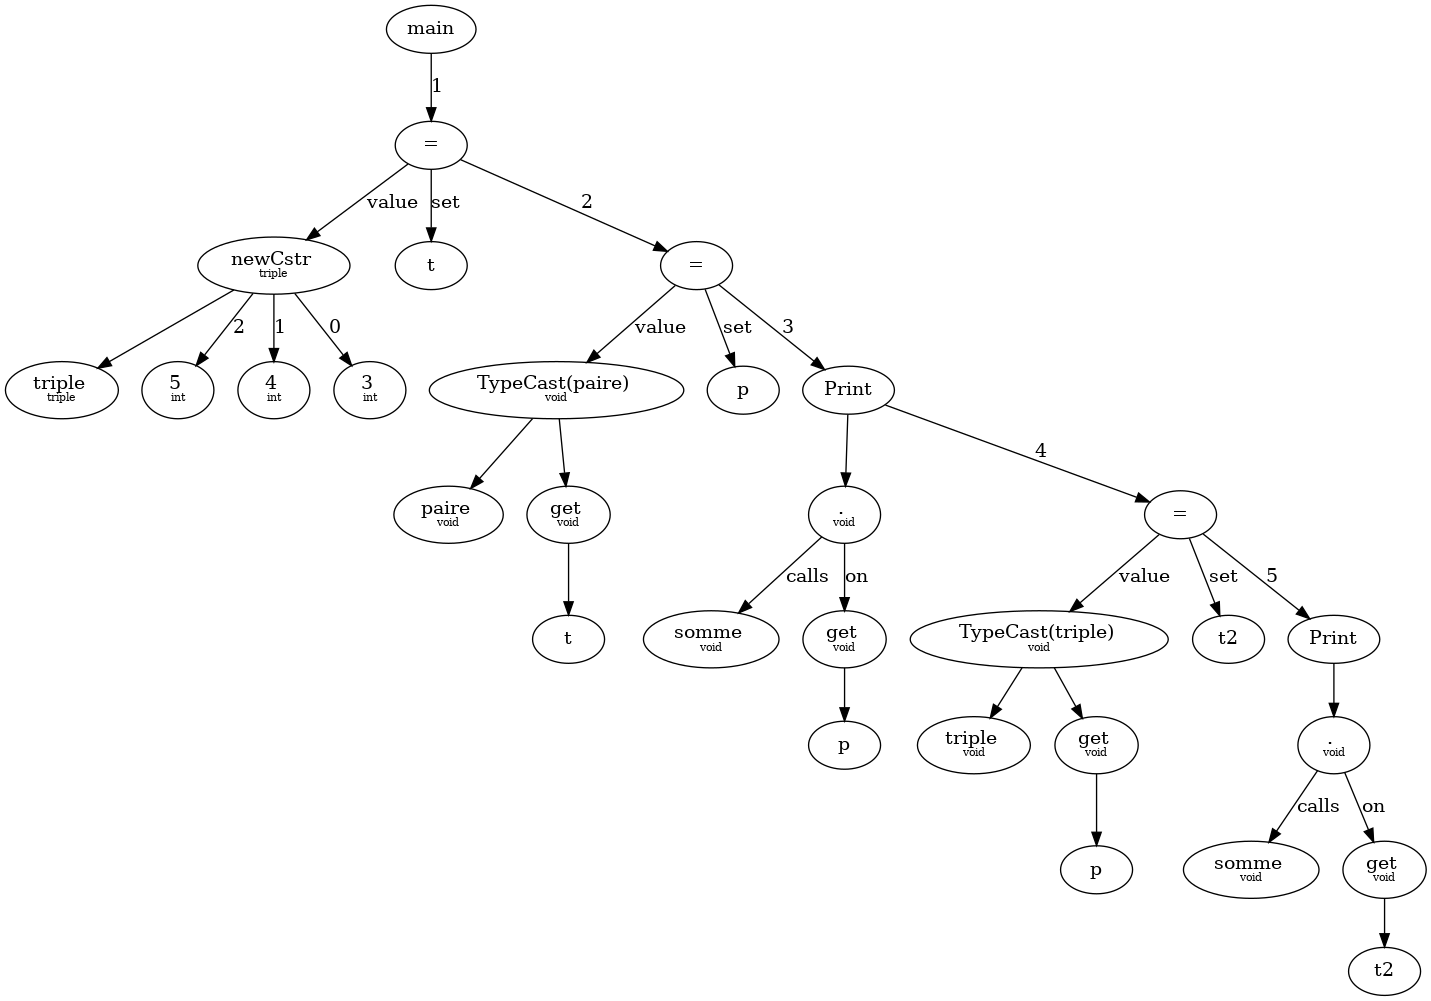 main
1
=
value
set
2
newCstr
triple
t
=
2
1
0
value
set
3
triple
triple
5
int
4
int
3
int
TypeCast(paire)
void
p
Print
4
paire
void
get
void
.
void
=
calls
on
value
set
5
t
somme
void
get
void
TypeCast(triple)
void
t2
Print
p
triple
void
get
void
.
void
calls
on
p
somme
void
get
void
t2